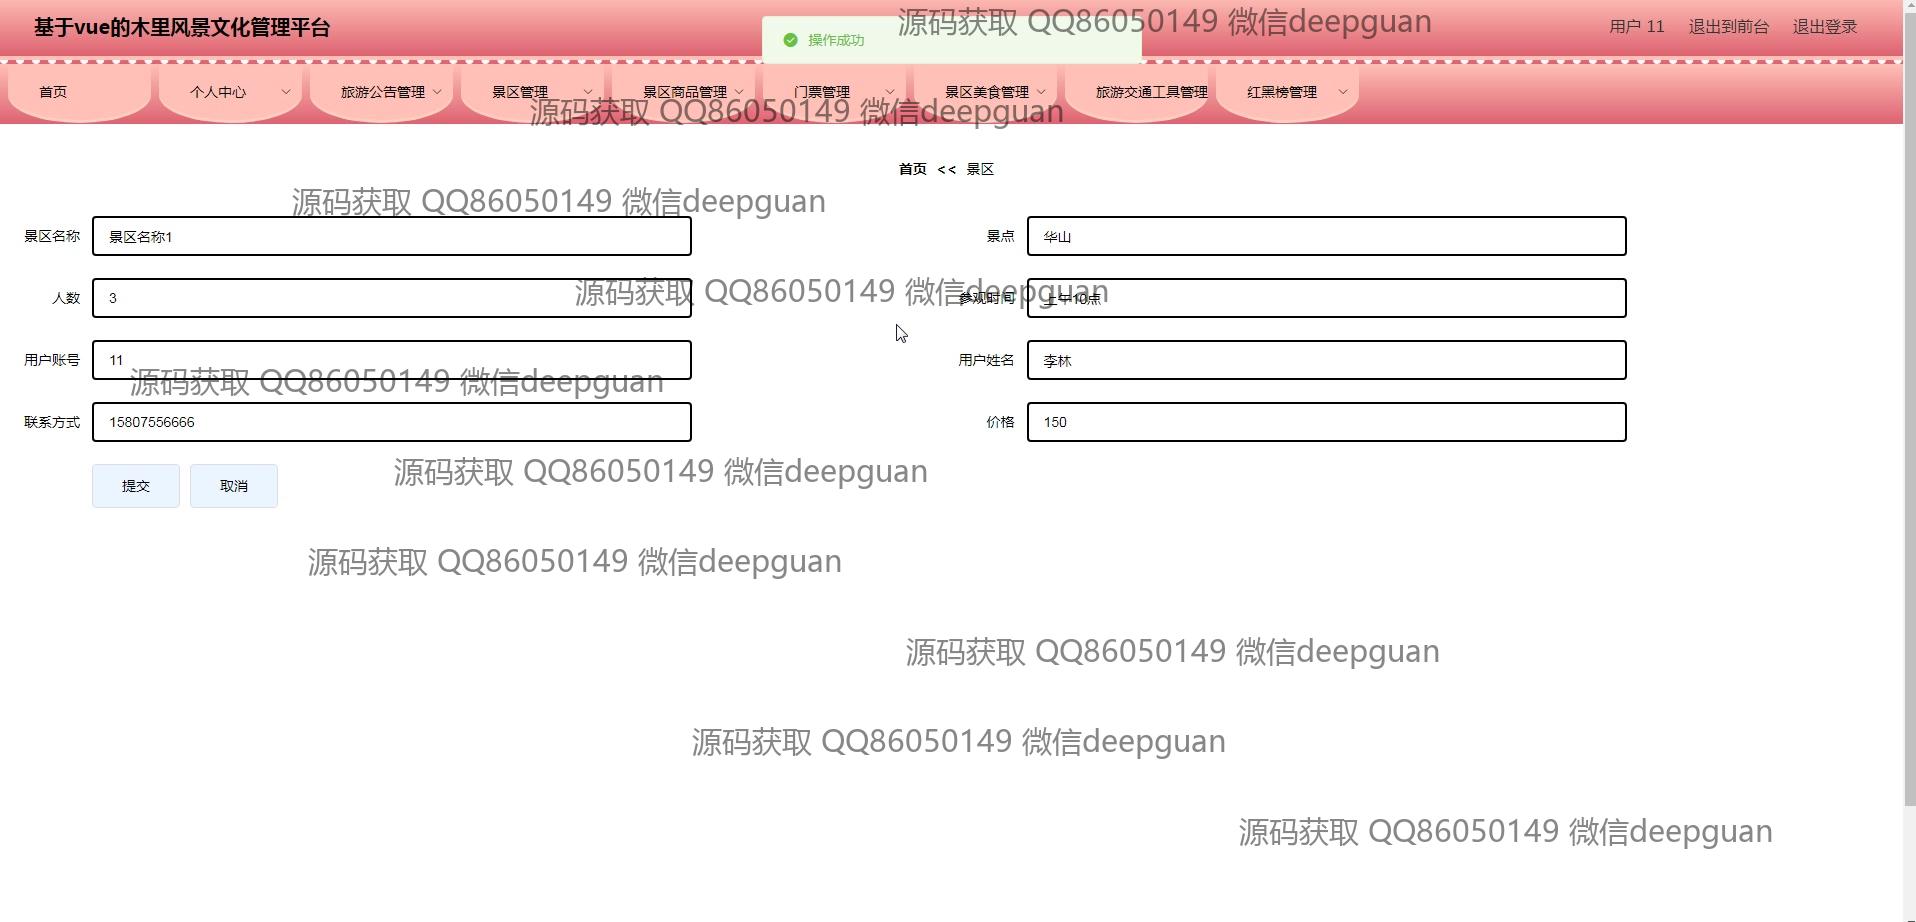 基于vue的木里风景文化管理平台
操作成功
源码获取 QQ86050149 微信deepguan
用户 11 退出到前台 退出登录
首页 个人中心 旅游公告管理 景区管理 景区商品管理 门票管理 景区美食管理 旅游交通工具管理 红黑榜管理
源码获取 QQ86050149 微信deepguan
首页 << 景区
源码获取 QQ86050149 微信deepguan
景区名称 景区名称1 景点 华山
源码获取 QQ86050149 微信deepguan
人数 3 参观时间 上午10点
用户账号 11 用户姓名 李林
源码获取 QQ86050149 微信deepguan
联系方式 15807556666 价格 150
源码获取 QQ86050149 微信deepguan
提交 取消
源码获取 QQ86050149 微信deepguan
源码获取 QQ86050149 微信deepguan
源码获取 QQ86050149 微信deepguan
源码获取 QQ86050149 微信deepguan